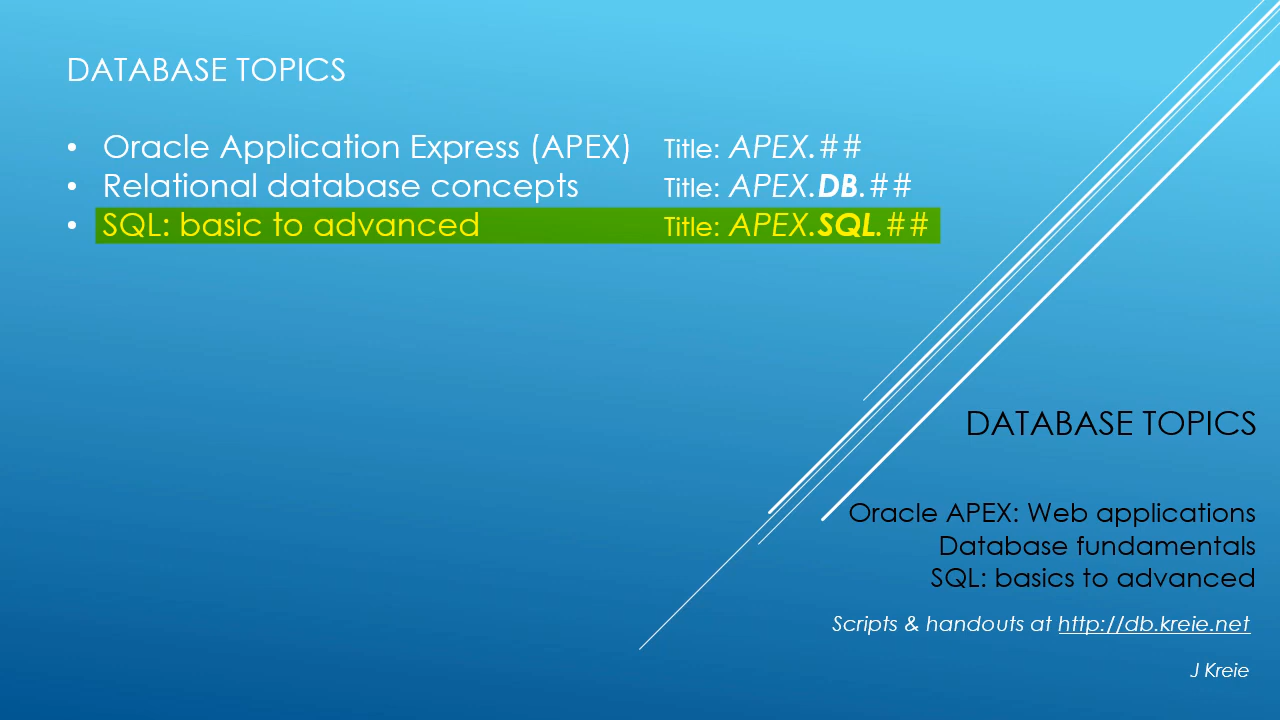 DATABASE TOPICS
• Oracle Application Express (APEX) Title: APEX.##
• Relational database concepts Title: APEX.DB.##
• SQL: basic to advanced Title: APEX.SQL.##
DATABASE TOPICS
Oracle APEX: Web applications
Database fundamentals
SQL: basics to advanced
Scripts & handouts at http://db.kreie.net
J Kreie